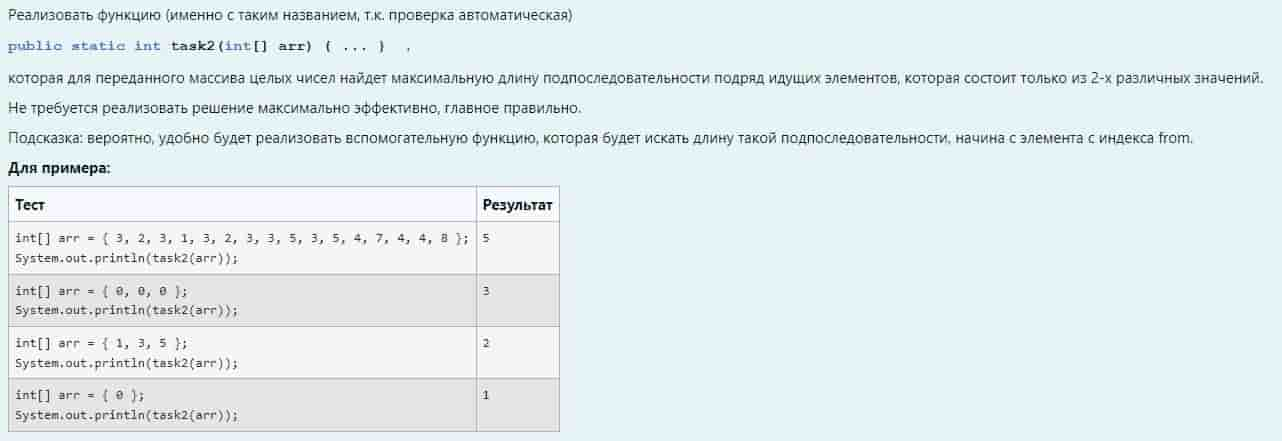 Реализовать функцию (именно с таким названием, т.к. проверка автоматическая)
public static int task2(int[] arr) { ... } ,
которая для переданного массива целых чисел найдет максимальную длину подпоследовательности подряд идущих элементов, которая состоит только из 2-х различных значений.
Не требуется реализовать решение максимально эффективно, главное правильно.
Подсказка: вероятно, удобно будет реализовать вспомогательную функцию, которая будет искать длину такой подпоследовательности, начина с элемента с индекса from.
Для примера:
Тест Результат
int[] arr = { 3, 2, 3, 1, 3, 2, 3, 3, 5, 3, 5, 4, 7, 4, 4, 8 }; 5
System.out.println(task2(arr));
int[] arr = { 0, 0, 0 }; 3
System.out.println(task2(arr));
int[] arr = { 1, 3, 5 }; 2
System.out.println(task2(arr));
int[] arr = { 0 }; 1
System.out.println(task2(arr));